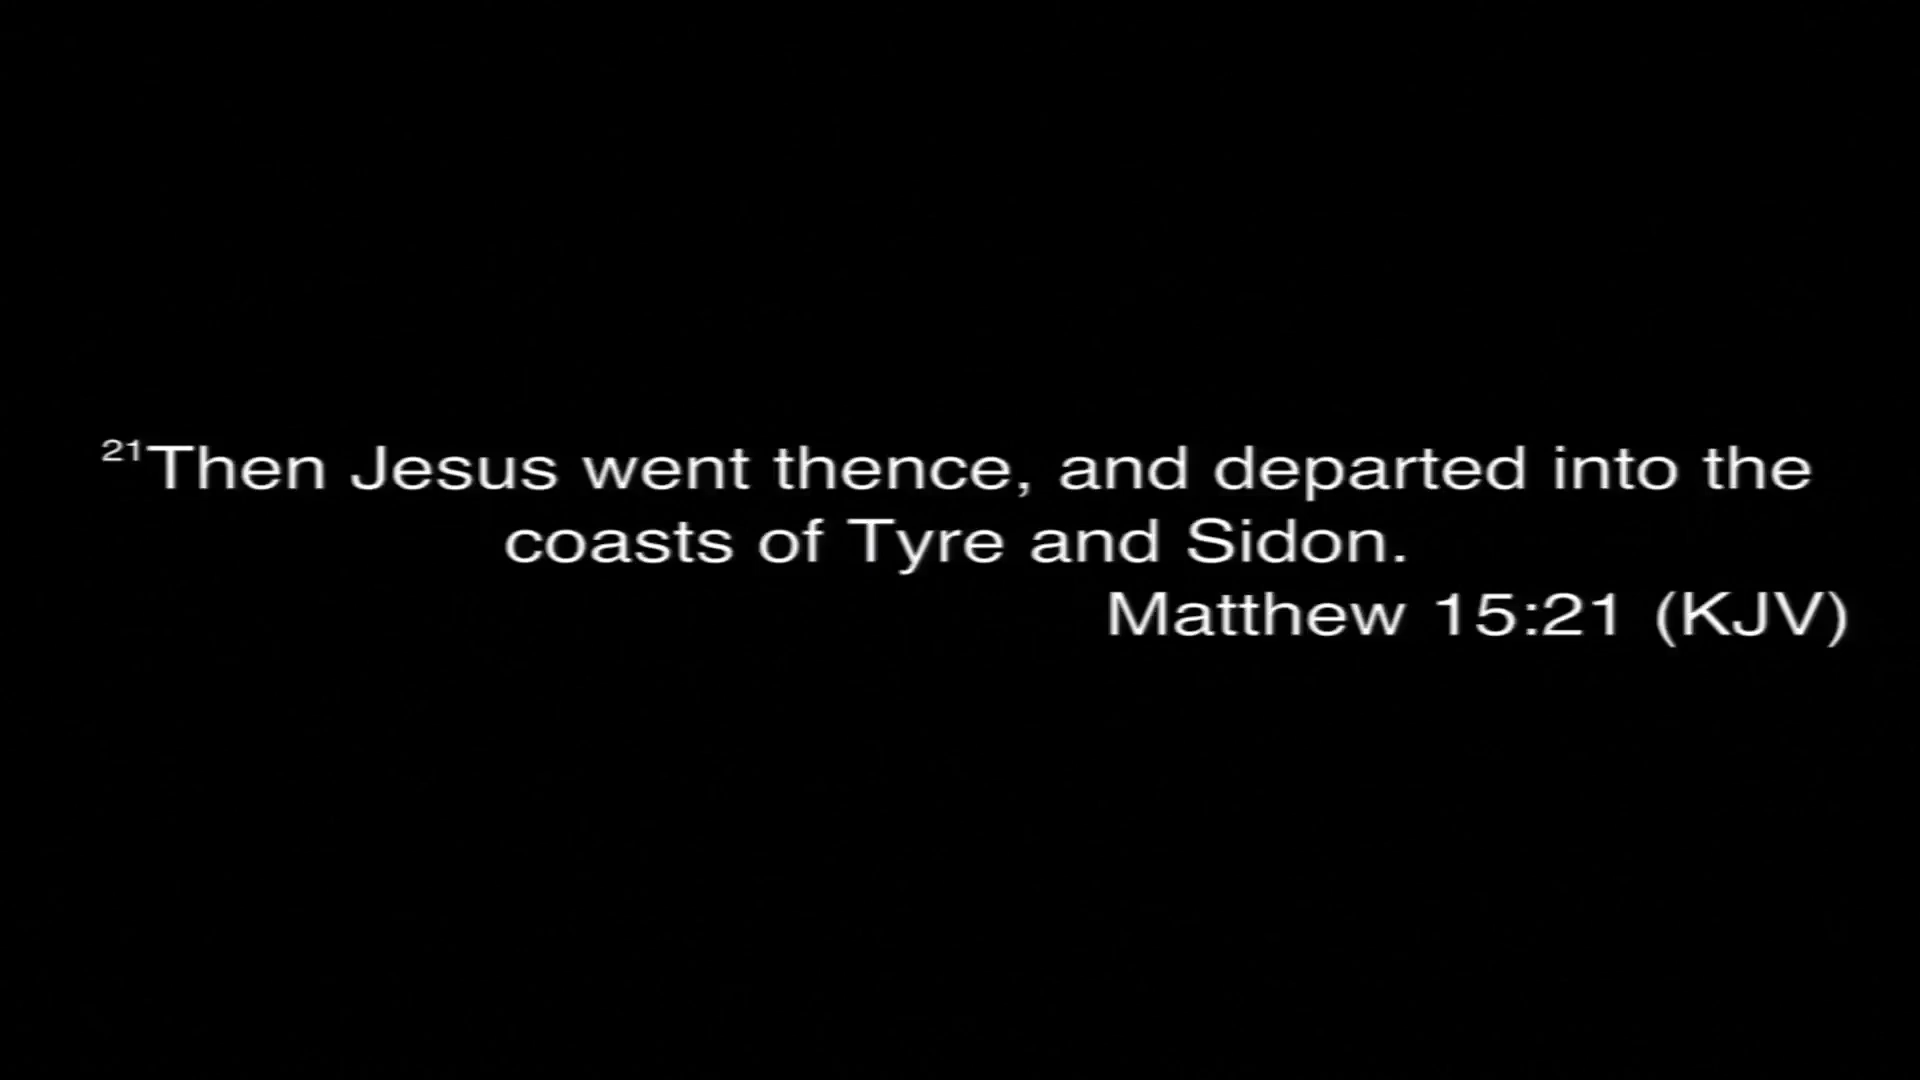 ²¹Then Jesus went thence, and departed into the
coasts of Tyre and Sidon.
Matthew 15:21 (KJV)